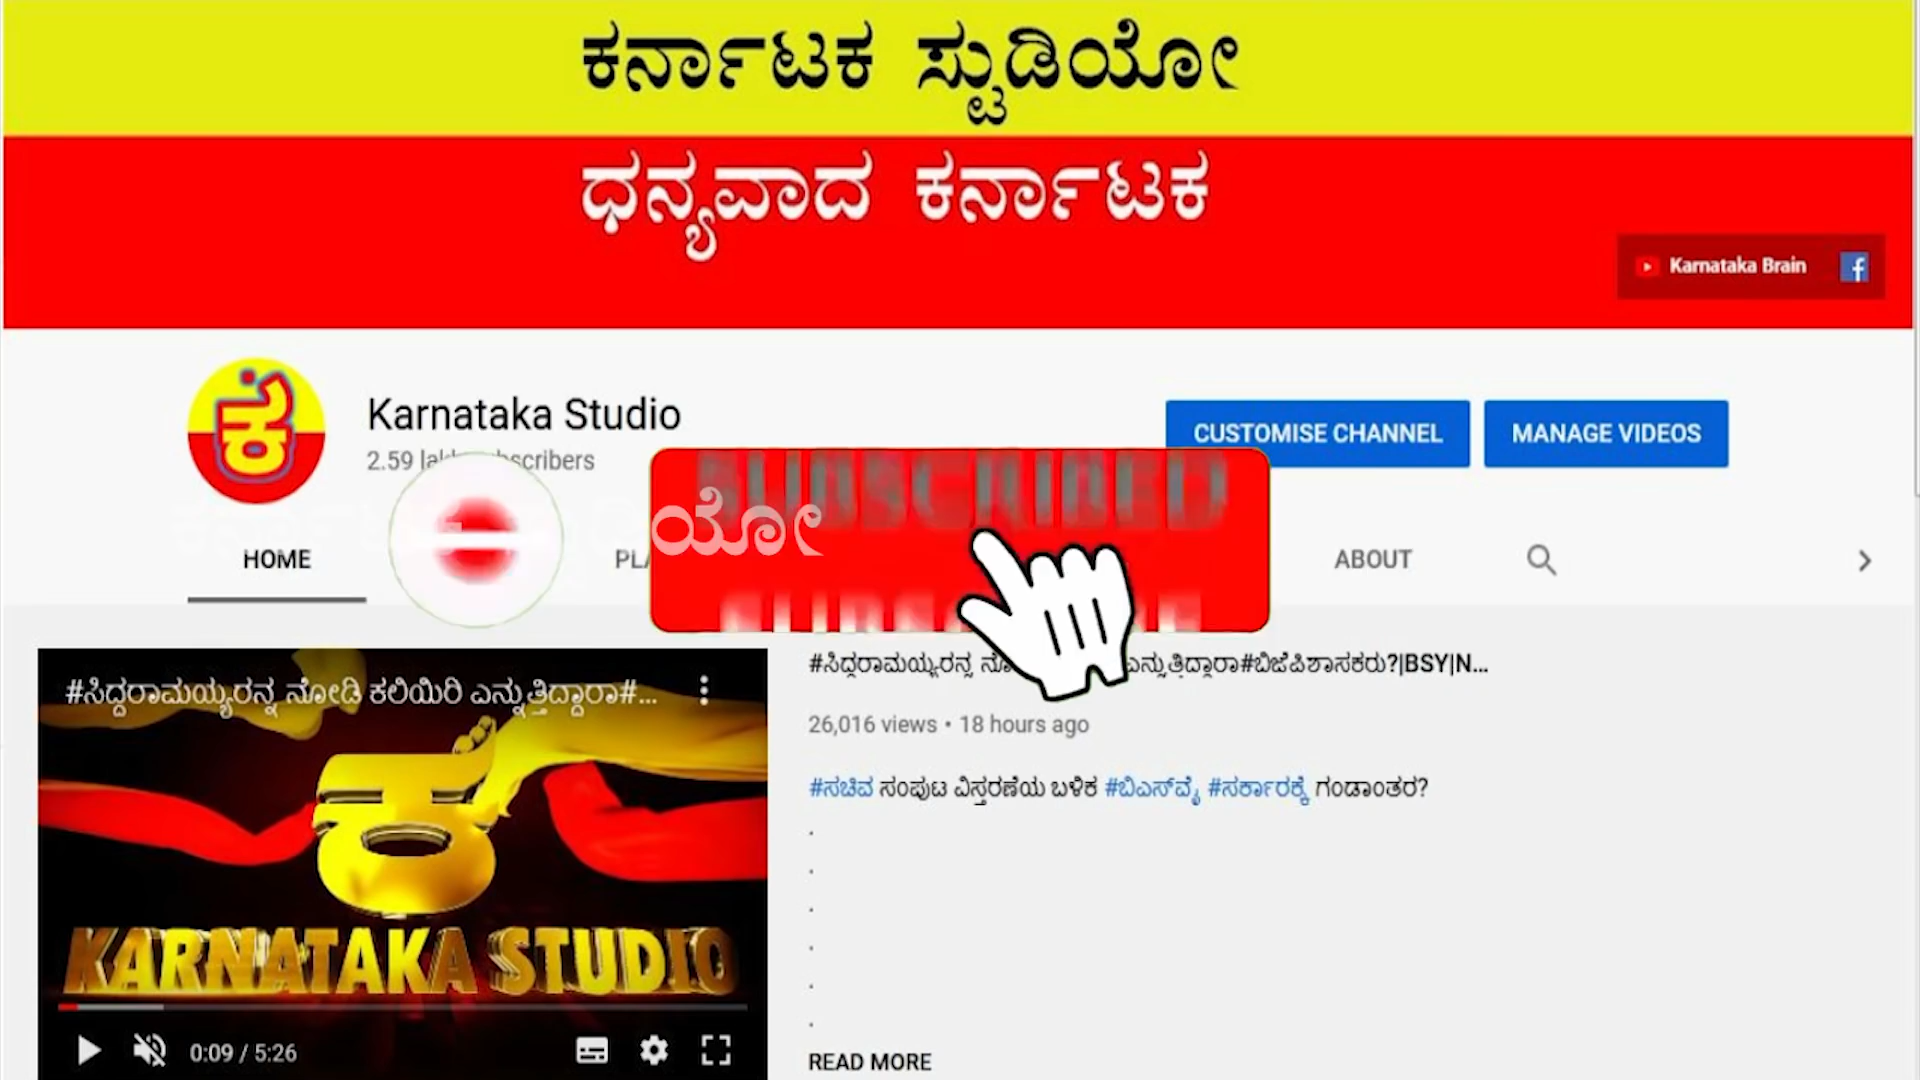 ಕರ್ನಾಟಕ ಸ್ಟುಡಿಯೋ
ಧನ್ಯವಾದ ಕರ್ನಾಟಕ
Karnataka Brain
Karnataka Studio
CUSTOMISE CHANNEL
MANAGE VIDEOS
2.59
SUBSCRIBED
HOME
ABOUT
#ಸಿದ್ದರಾಮಯ್ಯರನ್ನ ನೋಡಿ ಕಲಿಯಿರಿ ಎನ್ನುತ್ತಿದ್ದಾರಾ#...
KARNATAKA STUDIO
0:09 / 5:26
#ಸಿದ್ದರಾಮಯ್ಯರನ್ನ ಎನ್ನುತ್ತಿದ್ದಾರಾ#ಬಿಜೆಪಿಶಾಸಕರು?|BSY|N...
26,016 views • 18 hours ago
#ಸಚಿವ ಸಂಪುಟ ವಿಸ್ತರಣೆಯ ಬಳಿಕ #ಬಿಎಸ್‌ವೈ #ಸರ್ಕಾರಕ್ಕೆ ಗಂಡಾಂತರ?
.
.
.
.
.
.
READ MORE